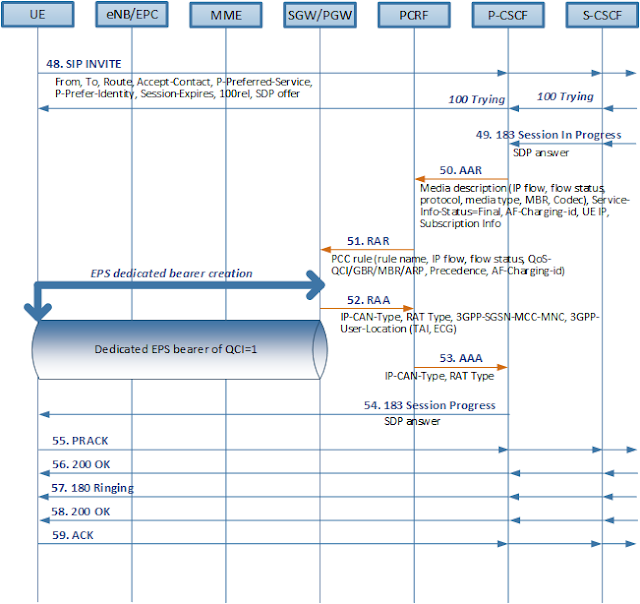 UE eNB/EPC MME SGW/PGW PCRF P-CSCF S-CSCF
48. SIP INVITE
From, To, Route, Accept-Contact, P-Preferred-Service,
P-Prefer-Identity, Session-Expires, 100rel, SDP offer
100 Trying 100 Trying
49. 183 Session In Progress
SDP answer
50. AAR
Media description (IP flow, flow status,
protocol, media type, MBR, Codec), Service-
Info-Status=Final, AF-Charging-id, UE IP,
Subscription Info
51. RAR
PCC rule (rule name, IP flow, flow status, QoS-
QCI/GBR/MBR/ARP, Precedence, AF-Charging-id)
EPS dedicated bearer creation
52. RAA
IP-CAN-Type, RAT Type, 3GPP-SGSN-MCC-MNC, 3GPP-
User-Location (TAI, ECG)
Dedicated EPS bearer of QCI=1
53. AAA
IP-CAN-Type, RAT Type
54. 183 Session Progress
SDP answer
55. PRACK
56. 200 OK
57. 180 Ringing
58. 200 OK
59. ACK